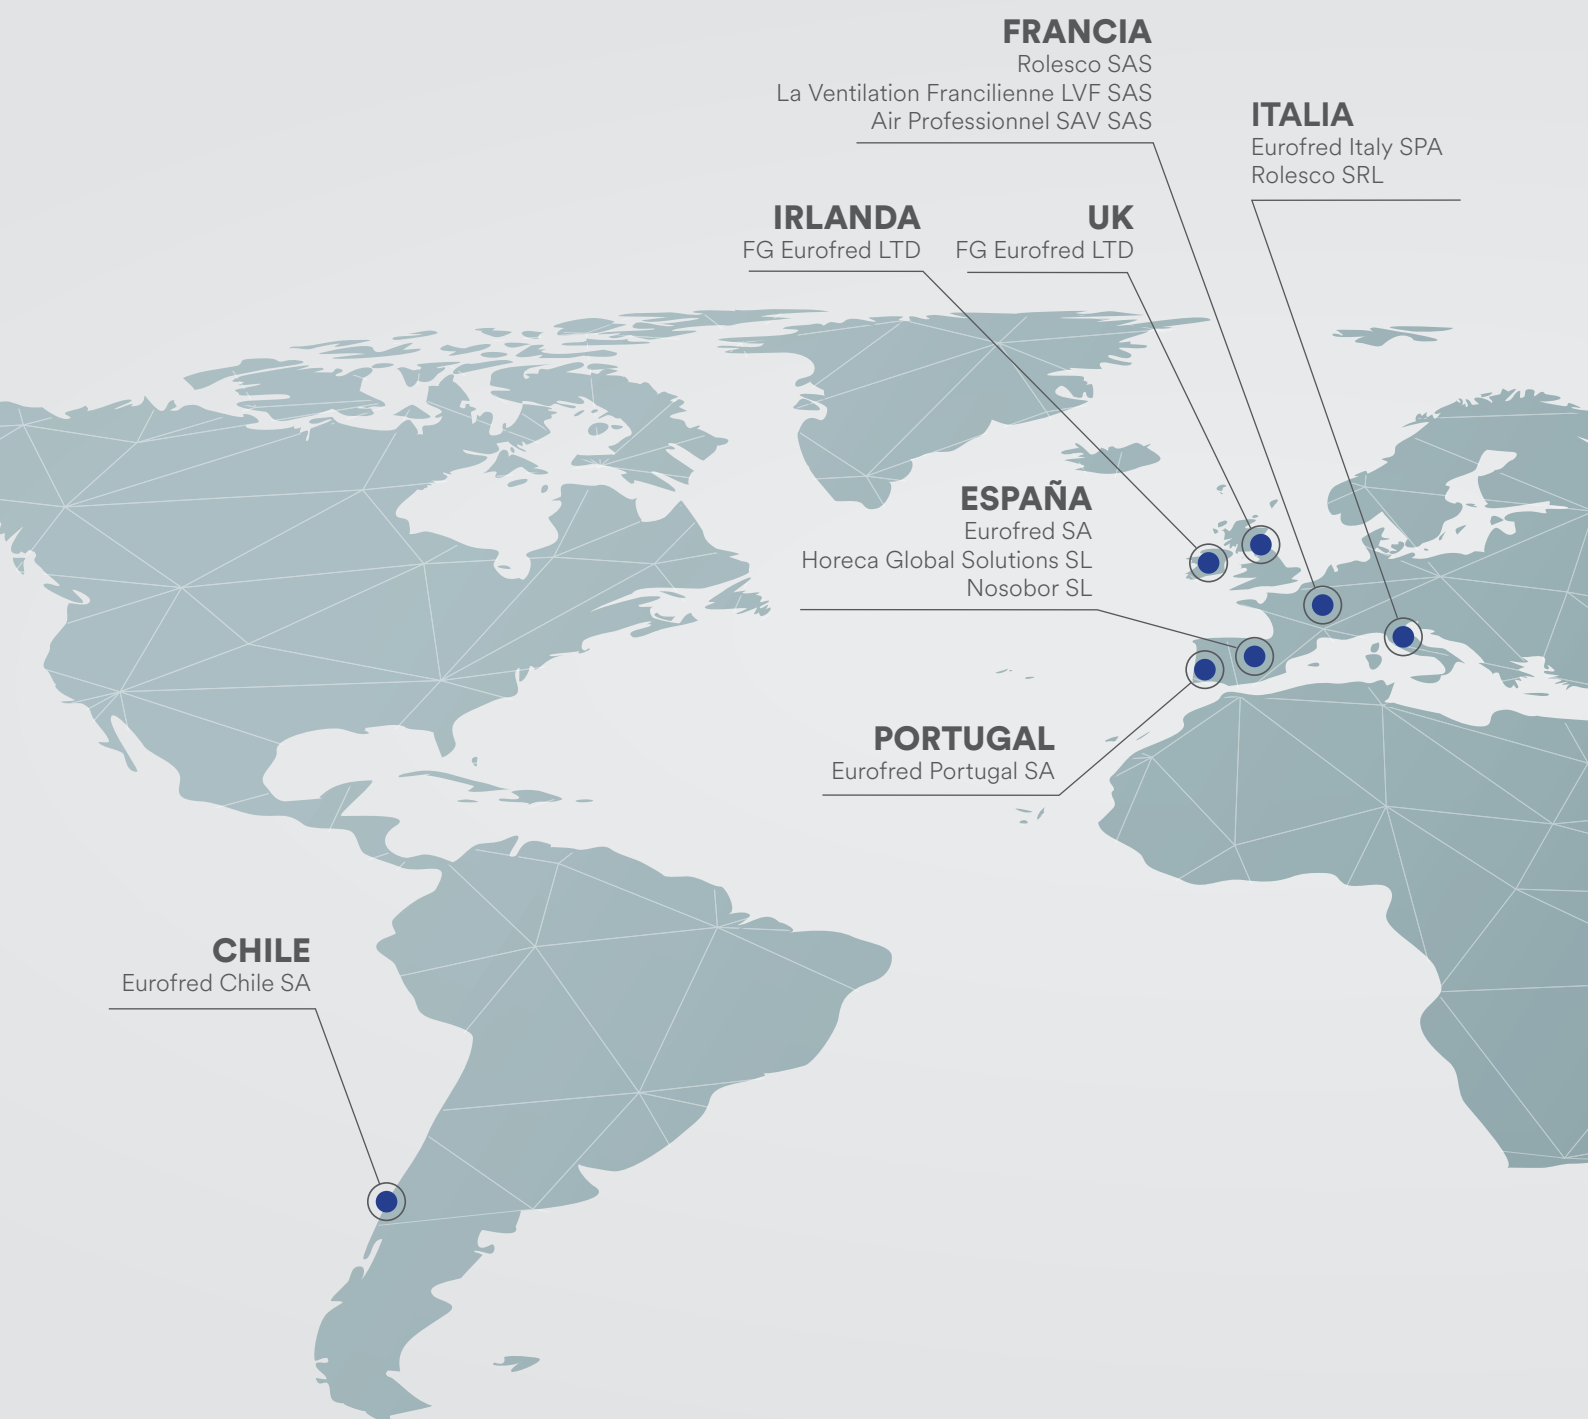 FRANCIA
Rolesco SAS
La Ventilation Francilienne LVF SAS
Air Professionnel SAV SAS
ITALIA
Eurofred Italy SPA
Rolesco SRL
IRLANDA
FG Eurofred LTD
UK
FG Eurofred LTD
ESPAÑA
Eurofred SA
Horeca Global Solutions SL
Nosobor SL
PORTUGAL
Eurofred Portugal SA
CHILE
Eurofred Chile SA